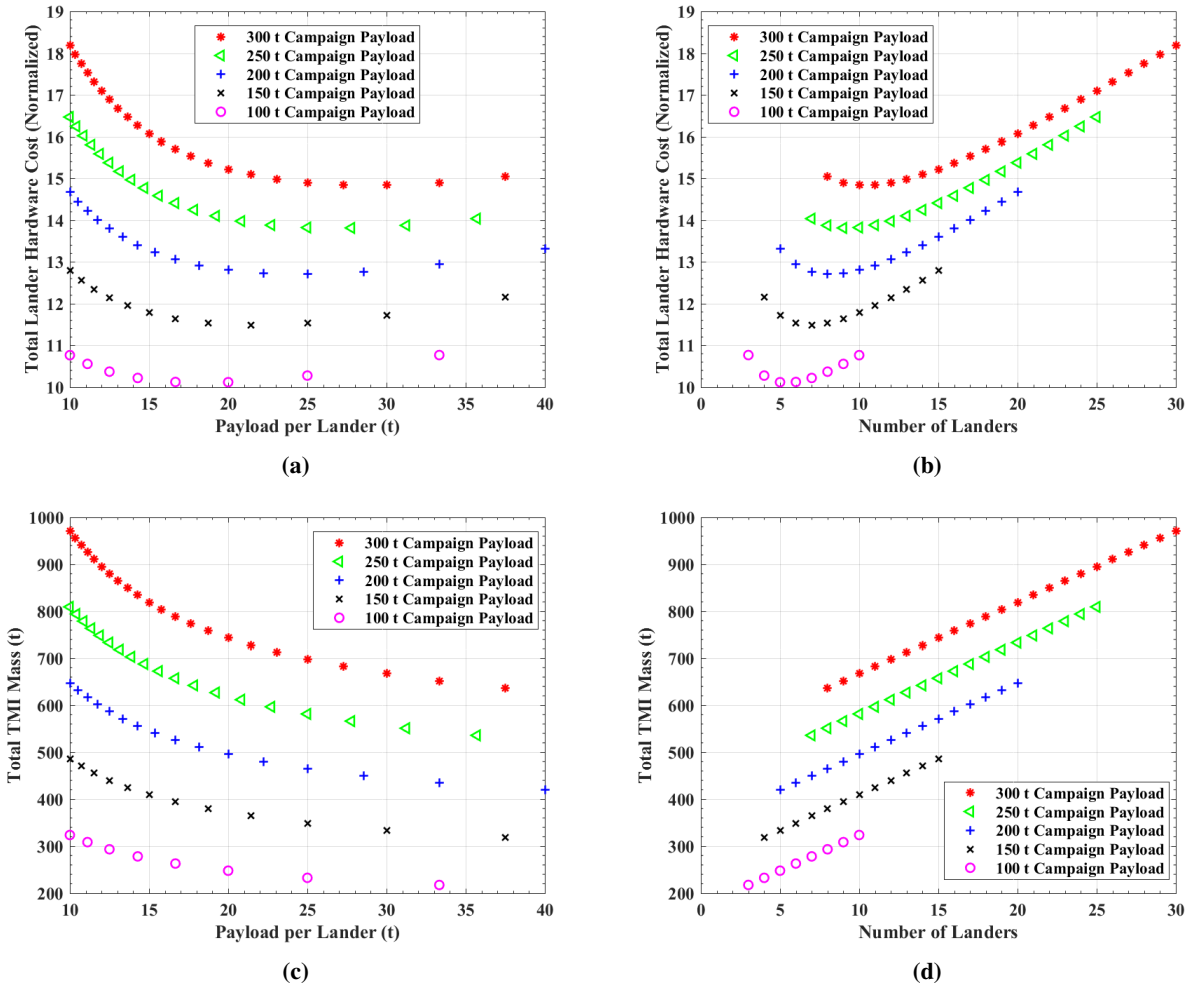 19
18
17
16
15
14
13
12
11
10
Total Lander Hardware Cost (Normalized)
300 t Campaign Payload
250 t Campaign Payload
200 t Campaign Payload
150 t Campaign Payload
100 t Campaign Payload
10 15 20 25 30 35 40
Payload per Lander (t)
(a)
19
18
17
16
15
14
13
12
11
10
Total Lander Hardware Cost (Normalized)
300 t Campaign Payload
250 t Campaign Payload
200 t Campaign Payload
150 t Campaign Payload
100 t Campaign Payload
0 5 10 15 20 25 30
Number of Landers
(b)
1000
900
800
700
600
500
400
300
200
Total TMI Mass (t)
300 t Campaign Payload
250 t Campaign Payload
200 t Campaign Payload
150 t Campaign Payload
100 t Campaign Payload
10 15 20 25 30 35 40
Payload per Lander (t)
(c)
1000
900
800
700
600
500
400
300
200
Total TMI Mass (t)
300 t Campaign Payload
250 t Campaign Payload
200 t Campaign Payload
150 t Campaign Payload
100 t Campaign Payload
0 5 10 15 20 25 30
Number of Landers
(d)